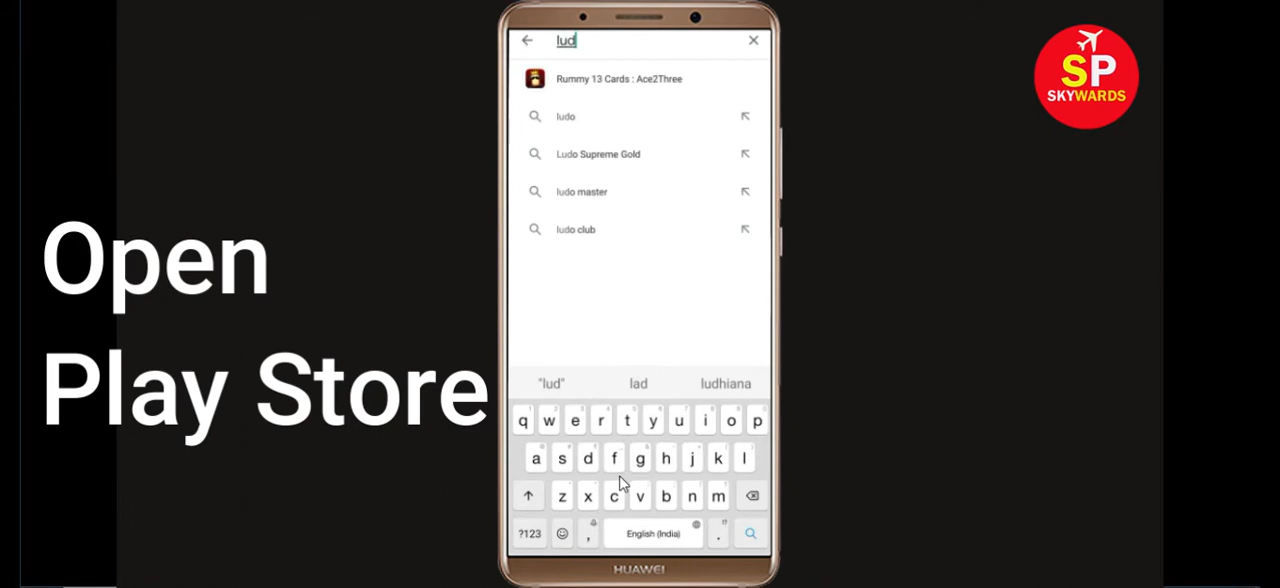 lud
Rummy 13 Cards : Ace2Three
ludo
Ludo Supreme Gold
ludo master
ludo club
SP
SKYWARDS
Open
Play Store
"lud" lad ludhiana
q w e r t y u i o p
a s d f g h j k l
z x c v b n m
?123 , English (India) .
HUAWEI